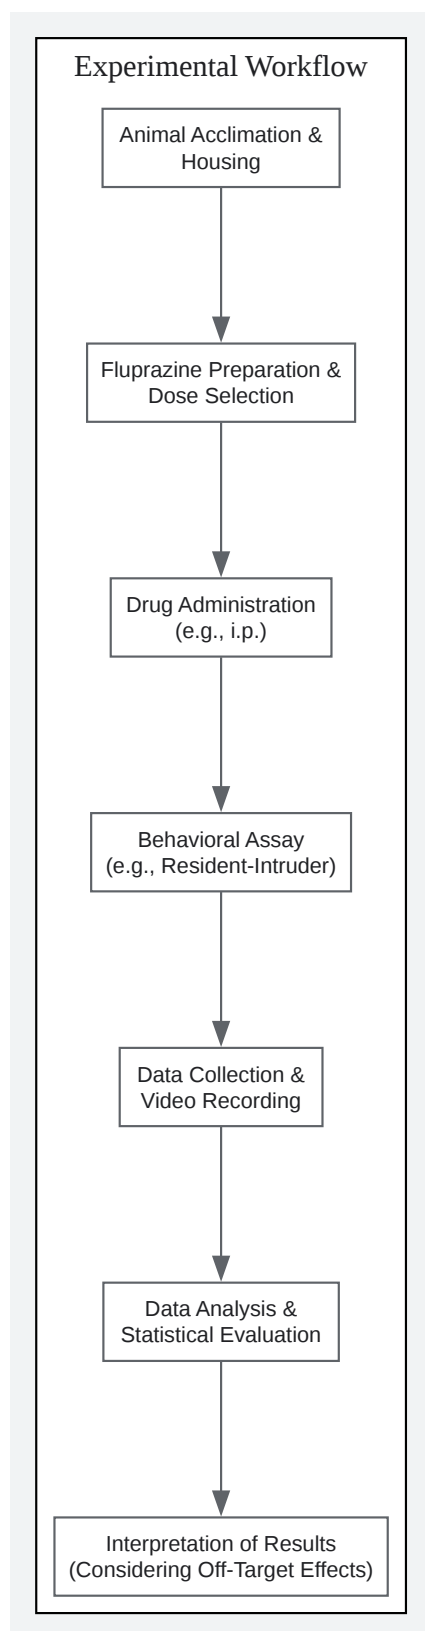 Experimental Workflow
Animal Acclimation &
Housing
Fluprazine Preparation &
Dose Selection
Drug Administration
(e.g., i.p.)
Behavioral Assay
(e.g., Resident-Intruder)
Data Collection &
Video Recording
Data Analysis &
Statistical Evaluation
Interpretation of Results
(Considering Off-Target Effects)